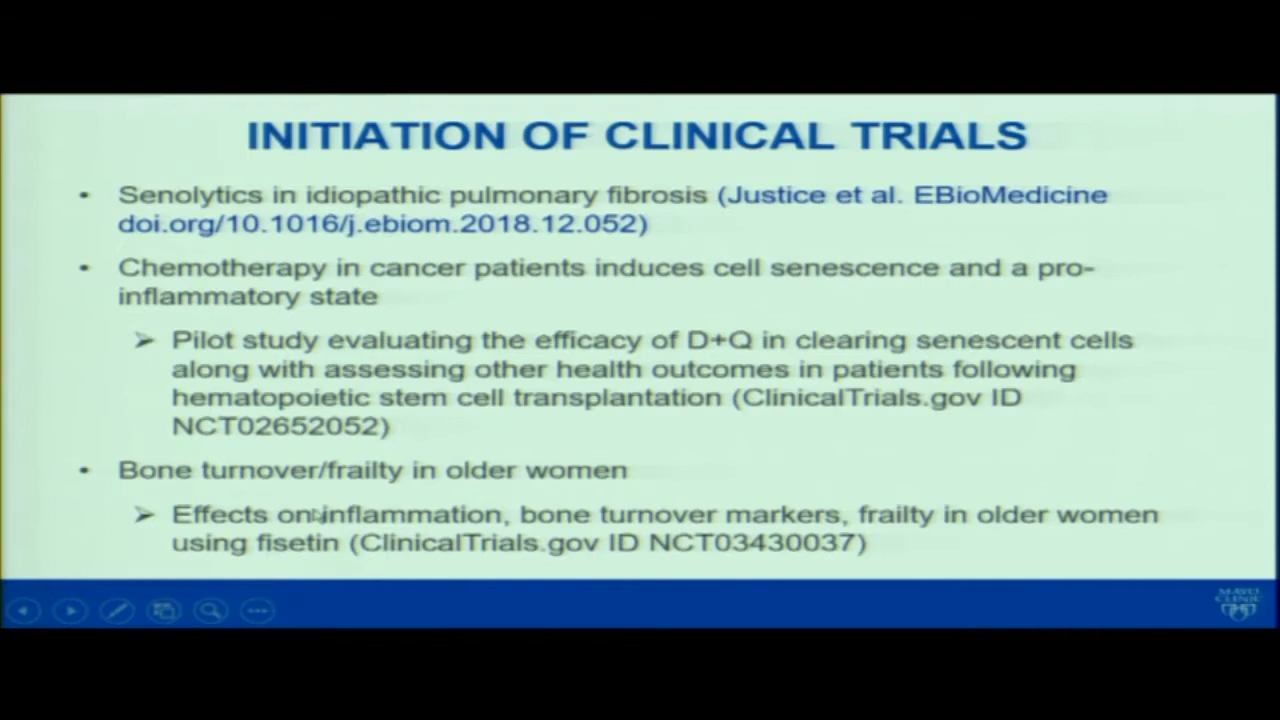 INITIATION OF CLINICAL TRIALS
• Senolytics in idiopathic pulmonary fibrosis (Justice et al. EBioMedicine
doi.org/10.1016/j.ebiom.2018.12.052)
• Chemotherapy in cancer patients induces cell senescence and a pro-
inflammatory state
➢ Pilot study evaluating the efficacy of D+Q in clearing senescent cells
along with assessing other health outcomes in patients following
hematopoietic stem cell transplantation (ClinicalTrials.gov ID
NCT02652052)
• Bone turnover/frailty in older women
➢ Effects on inflammation, bone turnover markers, frailty in older women
using fisetin (ClinicalTrials.gov ID NCT03430037)
MAYO
CLINIC